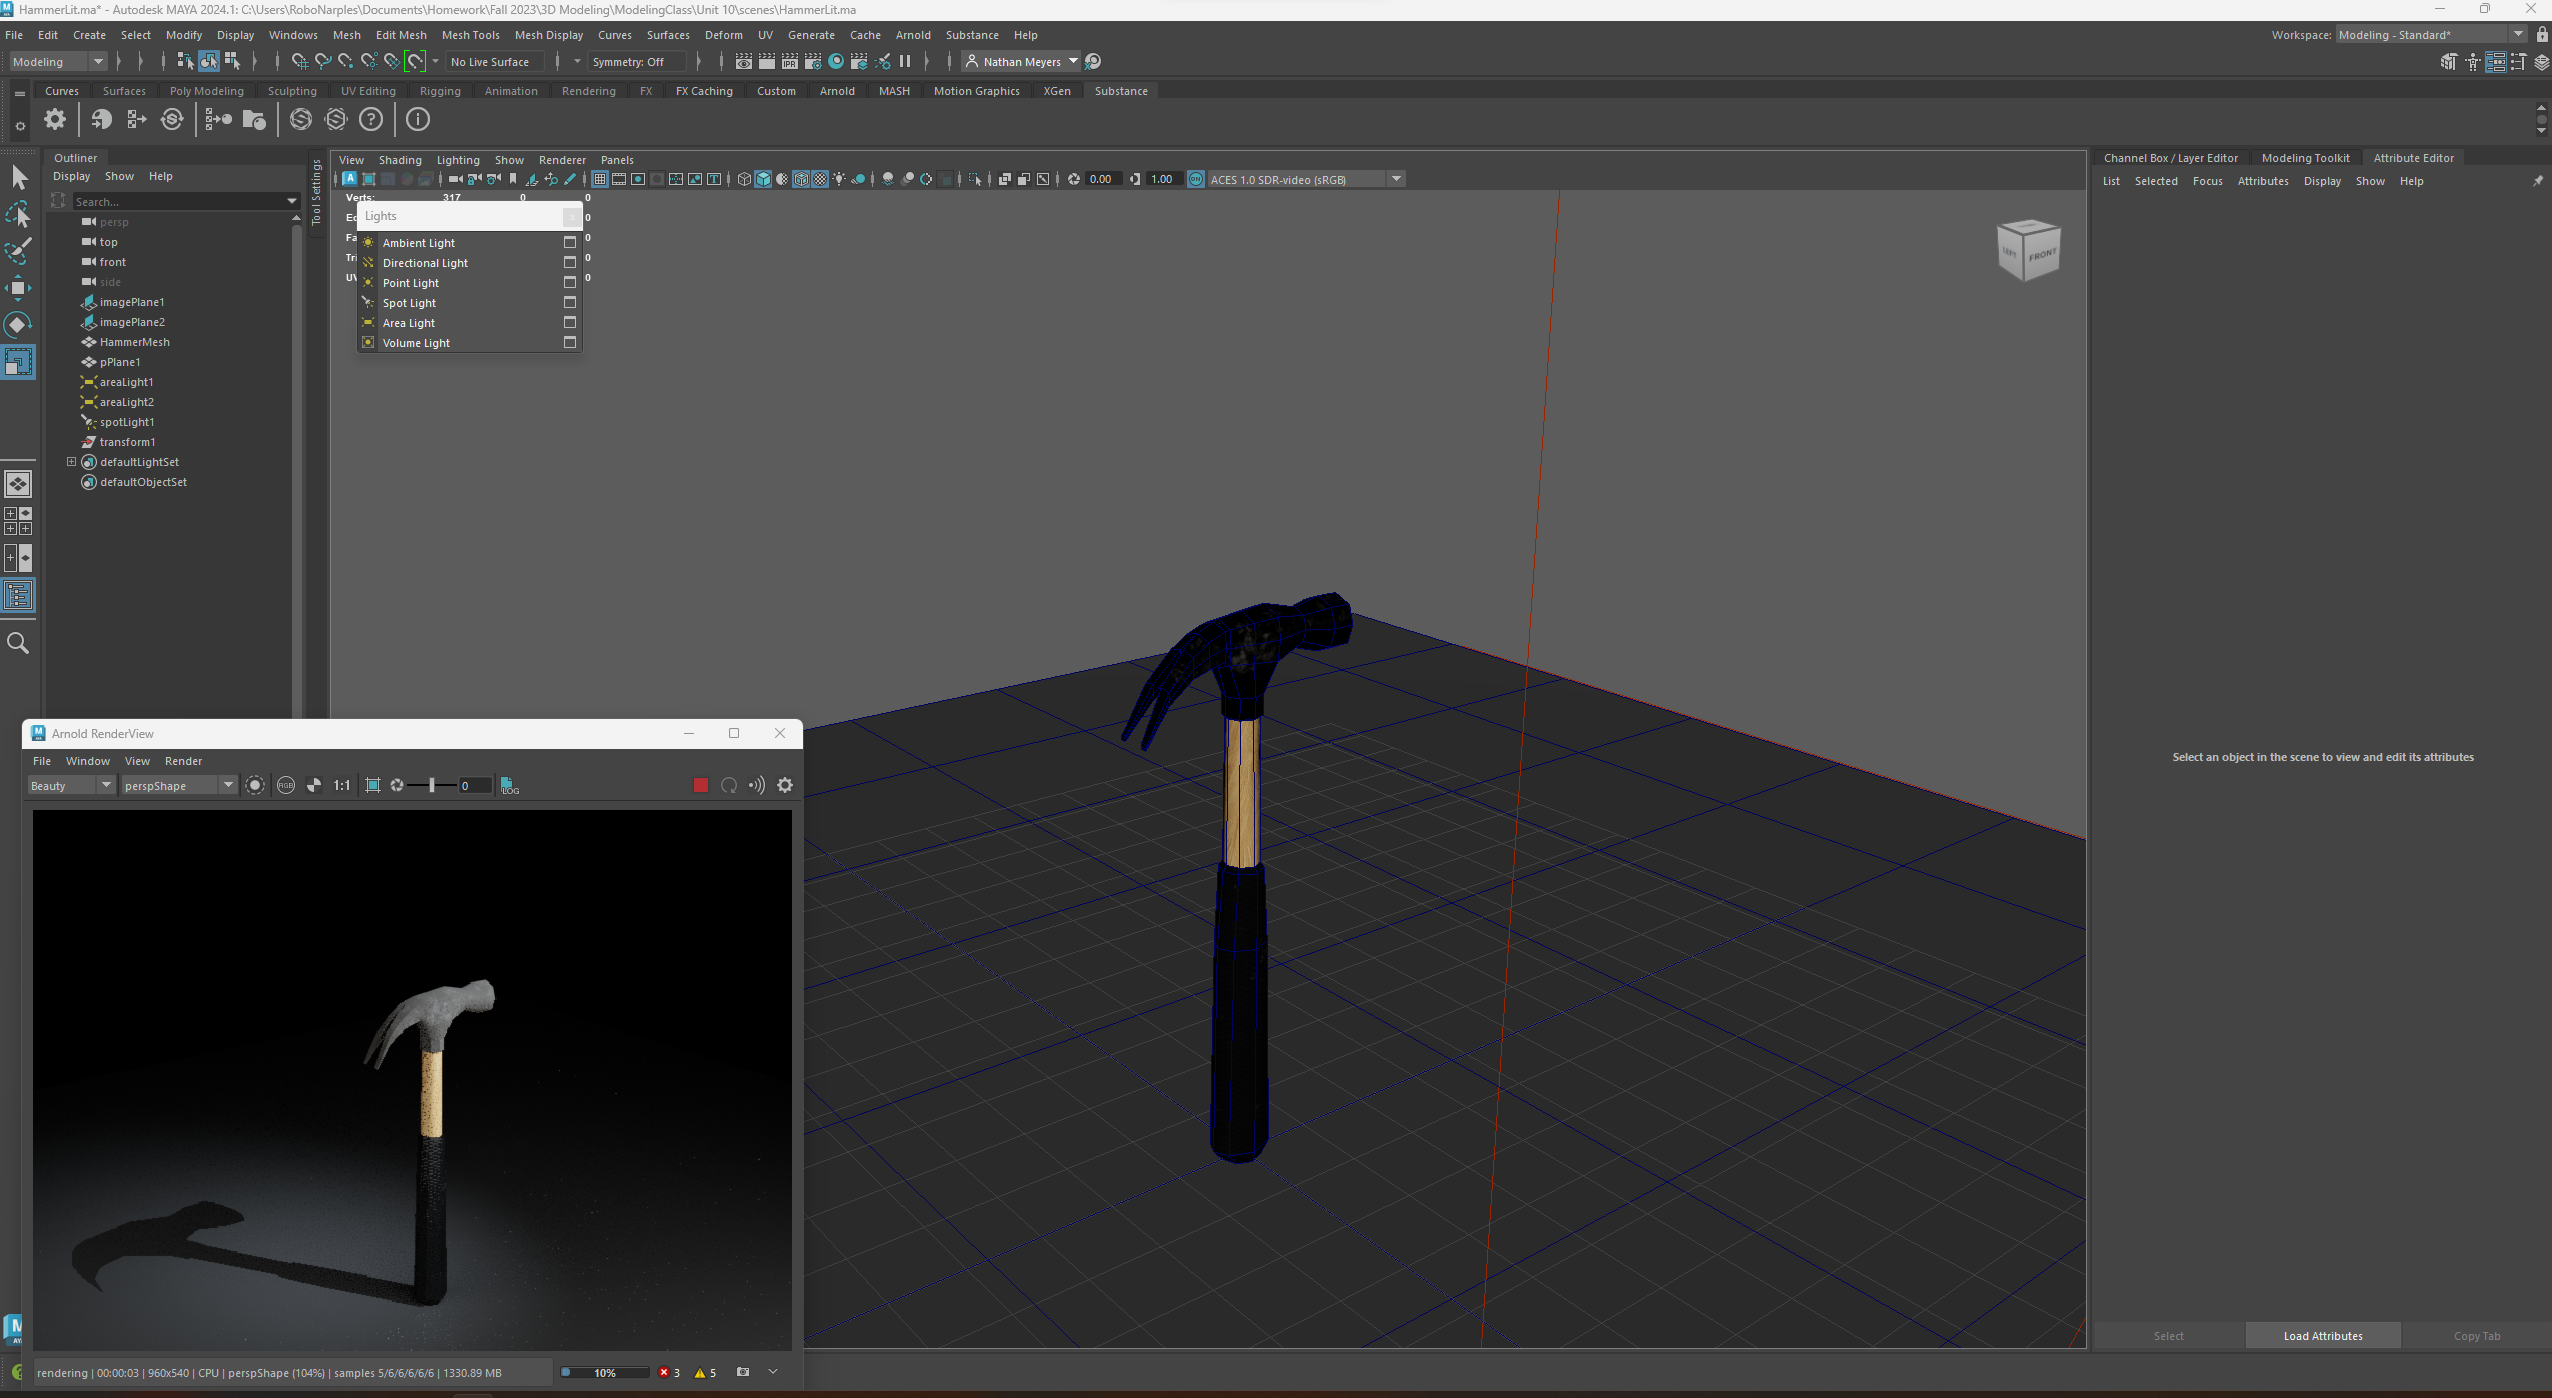 HammerLit.ma* - Autodesk MAYA 2024.1: C:\Users\RoboNarples\Documents\Homework\Fall 2023\3D Modeling\ModelingClass\Unit 10\scenes\HammerLit.ma
File Edit Create Select Modify Display Windows Mesh Edit Mesh Mesh Tools Mesh Display Curves Surfaces Deform UV Generate Cache Arnold Substance Help
Workspace: Modeling - Standard*
Modeling No Live Surface Symmetry: Off IPR Nathan Meyers
Curves Surfaces Poly Modeling Sculpting UV Editing Rigging Animation Rendering FX FX Caching Custom Arnold MASH Motion Graphics XGen Substance
Outliner
Display Show Help
Search...
persp
top
front
side
imagePlane1
imagePlane2
HammerMesh
pPlane1
areaLight1
areaLight2
spotLight1
transform1
defaultLightSet
defaultObjectSet
Tool Settings
View Shading Lighting Show Renderer Panels
0.00 1.00 ON ACES 1.0 SDR-video (sRGB)
Verts: 317 0 0
Ec 0
Fa 0
Tri 0
UV 0
Lights
Ambient Light
Directional Light
Point Light
Spot Light
Area Light
Volume Light
LEFT FRONT
Channel Box / Layer Editor Modeling Toolkit Attribute Editor
List Selected Focus Attributes Display Show Help
Select an object in the scene to view and edit its attributes
Select Load Attributes Copy Tab
Arnold RenderView
File Window View Render
Beauty perspShape RGB 1:1 0 LOG
rendering | 00:00:03 | 960x540 | CPU | perspShape (104%) | samples 5/6/6/6/6/6 | 1330.89 MB 10% 3 5